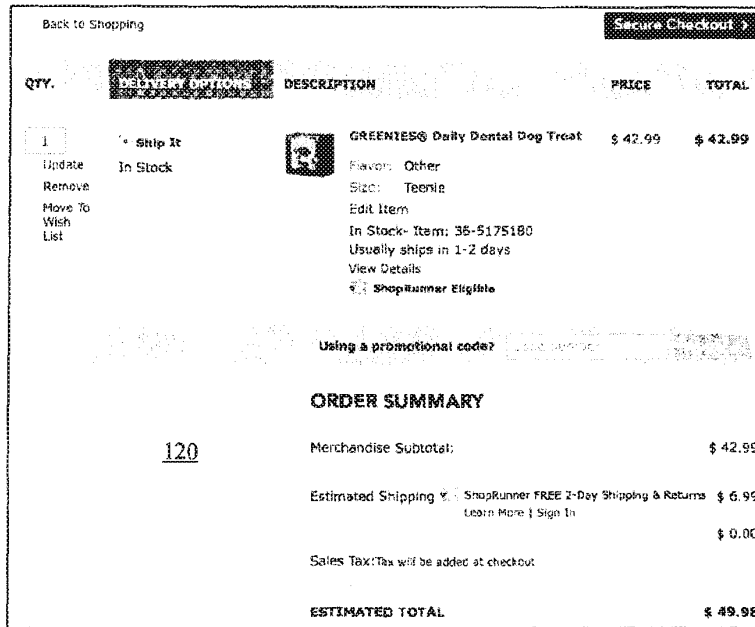 Back to Shopping
Secure Checkout >
QTY. DELIVERY OPTIONS DESCRIPTION PRICE TOTAL
1 Ship It GREENIES® Daily Dental Dog Treat $ 42.99 $ 42.99
Update In Stock Flavor: Other
Remove Size: Teenie
Move To Wish List Edit Item
In Stock- Item: 36-5175180
Usually ships in 1-2 days
View Details
ShopRunner Eligible
Using a promotional code?
ORDER SUMMARY
120 Merchandise Subtotal: $ 42.99
Estimated Shipping ShopRunner FREE 2-Day Shipping & Returns $ 6.99
Learn More | Sign In
$ 0.00
Sales Tax:Tax will be added at checkout
ESTIMATED TOTAL $ 49.98